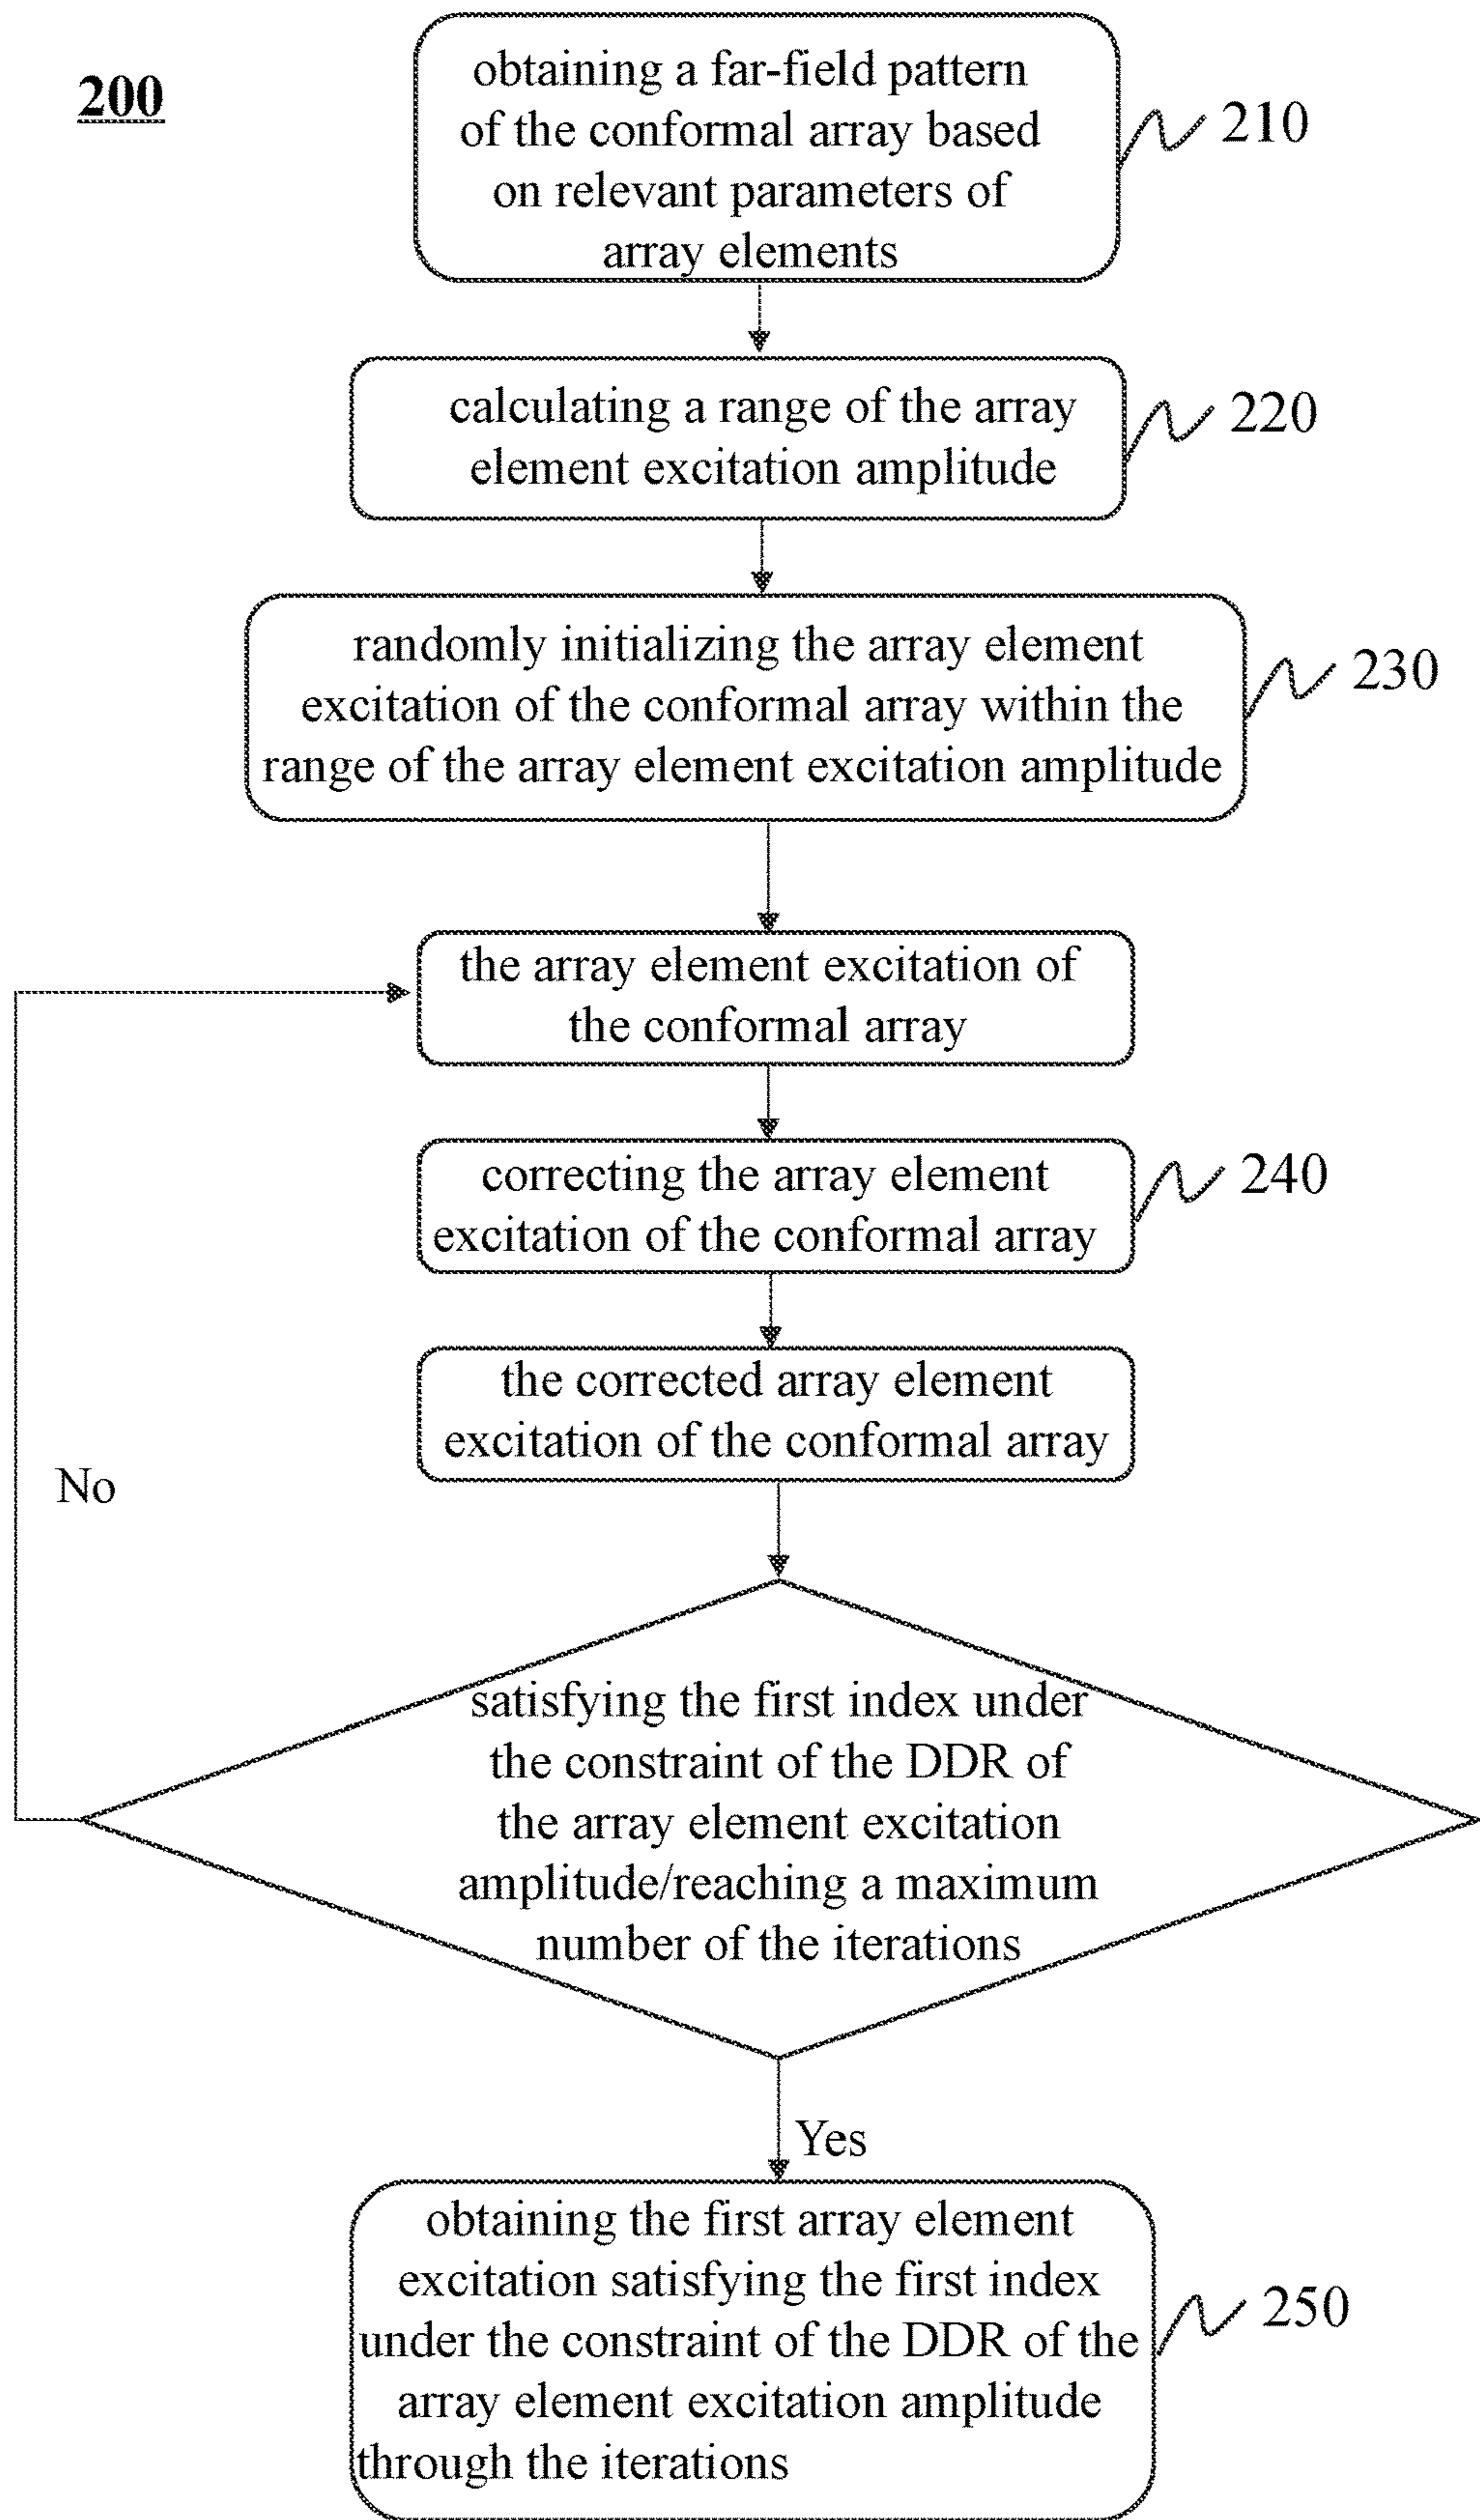 200
obtaining a far-field pattern
of the conformal array based
on relevant parameters of
array elements
210
calculating a range of the array
element excitation amplitude
220
randomly initializing the array element
excitation of the conformal array within the
range of the array element excitation amplitude
230
the array element excitation of
the conformal array
correcting the array element
excitation of the conformal array
240
the corrected array element
excitation of the conformal array
No
satisfying the first index under
the constraint of the DDR of
the array element excitation
amplitude/reaching a maximum
number of the iterations
Yes
obtaining the first array element
excitation satisfying the first index
under the constraint of the DDR of the
array element excitation amplitude
through the iterations
250